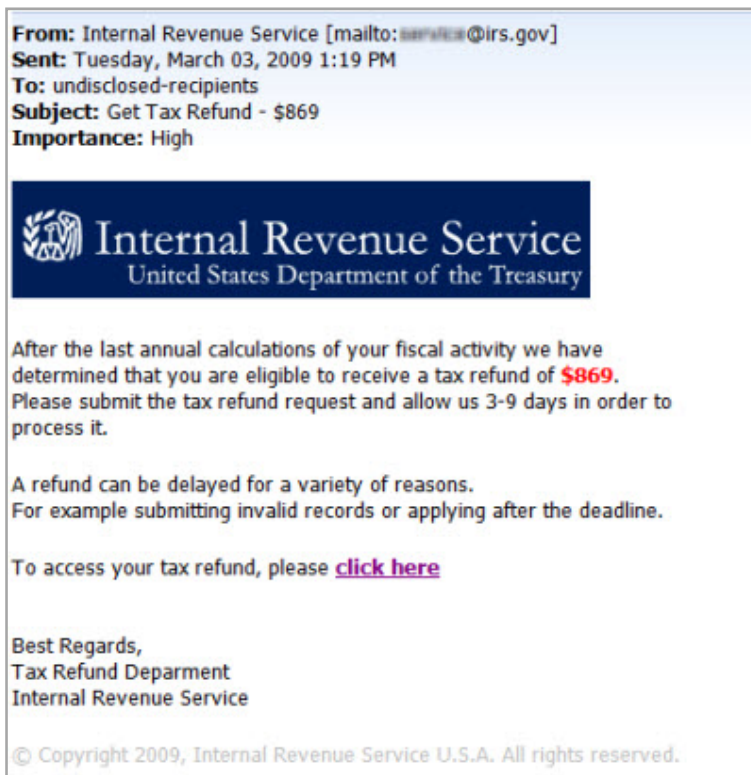 From: Internal Revenue Service [mailto: @irs.gov]
Sent: Tuesday, March 03, 2009 1:19 PM
To: undisclosed-recipients
Subject: Get Tax Refund - $869
Importance: High
Internal Revenue Service
United States Department of the Treasury
After the last annual calculations of your fiscal activity we have
determined that you are eligible to receive a tax refund of $869.
Please submit the tax refund request and allow us 3-9 days in order to
process it.
A refund can be delayed for a variety of reasons.
For example submitting invalid records or applying after the deadline.
To access your tax refund, please click here
Best Regards,
Tax Refund Deparment
Internal Revenue Service
© Copyright 2009, Internal Revenue Service U.S.A. All rights reserved.